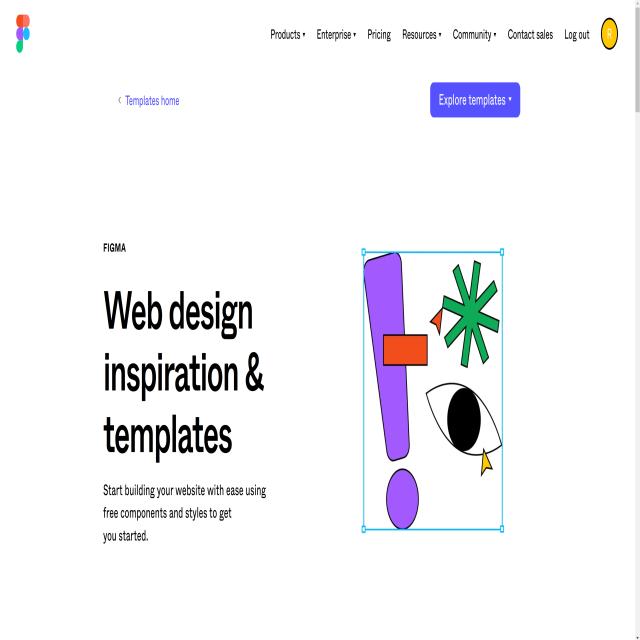 Products ▾ Enterprise ▾ Pricing Resources ▾ Community ▾ Contact sales Log out R
Templates home
Explore templates ▾
FIGMA
Web design
inspiration &
templates
Start building your website with ease using
free components and styles to get
you started.